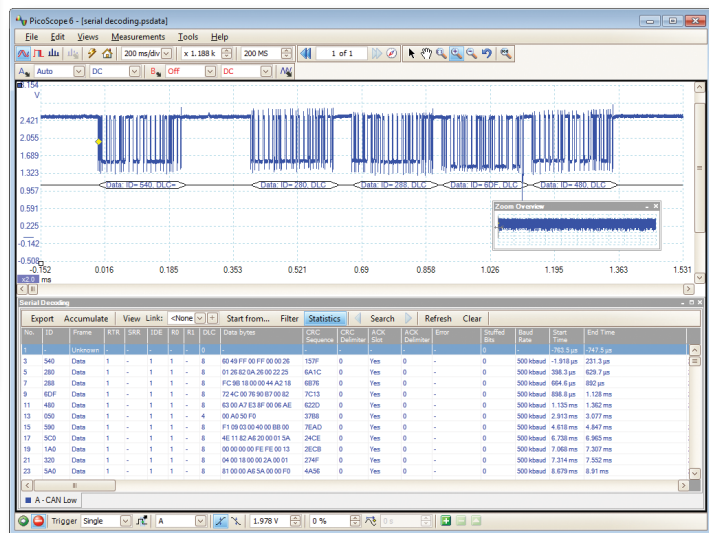 PicoScope 6 - [serial decoding.psdata]
File Edit Views Measurements Tools Help
200 ms/div x 1.188 k 200 MS 1 of 1
A Auto DC B Off DC
3.154
V
2.421
2.055
1.689
1.323
0.957 Data: ID= 540, DLC= Data: ID= 280, DLC Data: ID= 288, DLC Data: ID= 6DF, DLC Data: ID= 480, DLC
0.591 Zoom Overview
0.225
-0.142
-0.508
-0.152 0.016 0.185 0.353 0.521 0.69 0.858 1.026 1.195 1.363 1.531
x2.0 ms
Serial Decoding
Export Accumulate View Link: <None Start from... Filter Statistics Search Refresh Clear
No. ID Frame RTR SRR IDE R0 R1 DLC Data bytes CRC Sequence CRC Delimiter ACK Slot ACK Delimiter Error Stuffed Bits Baud Rate Start Time End Time
1 - Unknown - - - - - 0 - - - - - - 0 - -763.5 µs -747.5 µs
3 540 Data 1 - 1 1 - 8 60 49 FF 00 FF 00 00 26 157F 0 Yes 0 - 500 kbaud -1.918 µs 231.3 µs
5 280 Data 1 - 1 1 - 8 01 26 82 0A 26 00 22 25 6A1C 0 Yes 0 - 500 kbaud 398.3 µs 629.7 µs
7 288 Data 1 - 1 1 - 8 FC 9B 18 00 00 44 A2 18 6B76 0 Yes 0 - 500 kbaud 664.6 µs 892 µs
9 6DF Data 1 - 1 1 - 8 72 4C 00 76 90 B7 00 82 7C13 0 Yes 0 - 500 kbaud 898.8 µs 1.128 ms
11 480 Data 1 - 1 1 - 8 63 00 A7 E3 8F 00 06 AE 622D 0 Yes 0 - 500 kbaud 1.135 ms 1.362 ms
13 050 Data 1 - 1 1 - 4 00 A0 50 F0 37B8 0 Yes 0 - 500 kbaud 2.913 ms 3.077 ms
15 590 Data 1 - 1 1 - 8 F1 09 03 00 40 00 BB 00 7EAD 0 Yes 0 - 500 kbaud 4.618 ms 4.847 ms
17 5C0 Data 1 - 1 1 - 8 4E 11 82 A6 20 00 01 5A 24CE 0 Yes 0 - 500 kbaud 6.738 ms 6.965 ms
19 1A0 Data 1 - 1 1 - 8 00 00 00 00 FE FE 00 13 2ECB 0 Yes 0 - 500 kbaud 7.068 ms 7.307 ms
21 320 Data 1 - 1 1 - 8 04 00 18 00 00 2A 00 01 274F 0 Yes 0 - 500 kbaud 7.314 ms 7.552 ms
23 5A0 Data 1 - 1 1 - 8 81 00 00 A6 5A 00 00 F0 4A56 0 Yes 0 - 500 kbaud 8.679 ms 8.91 ms
A - CAN Low
Trigger Single A 1.978 V 0 % 0 s